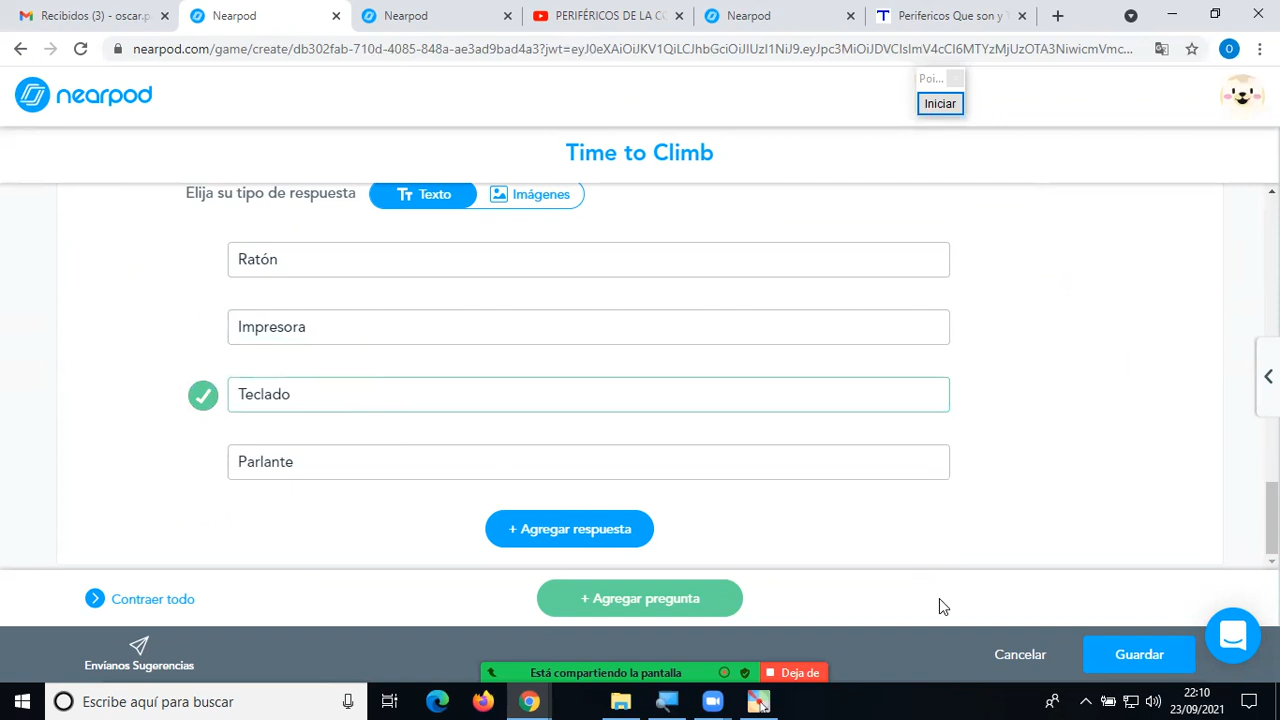 Recibidos (3) - oscar.p
Nearpod
Nearpod
PERIFÉRICOS DE LA CO
Nearpod
Perifericos Que son y T
nearpod.com/game/create/db302fab-710d-4085-848a-ae3ad9bad4a3?jwt=eyJ0eXAiOiJKV1QiLCJhbGciOiJIUzI1NiJ9.eyJpc3MiOiJDVCIsImV4cCI6MTYzMjUzOTA3NiwicmVmc...
O
Poi...
Iniciar
nearpod
Time to Climb
Elija su tipo de respuesta
Texto
Imágenes
Ratón
Impresora
Teclado
Parlante
+ Agregar respuesta
Contraer todo
+ Agregar pregunta
Envíanos Sugerencias
Cancelar
Guardar
Está compartiendo la pantalla
Deja de
Escribe aquí para buscar
22:10
23/09/2021